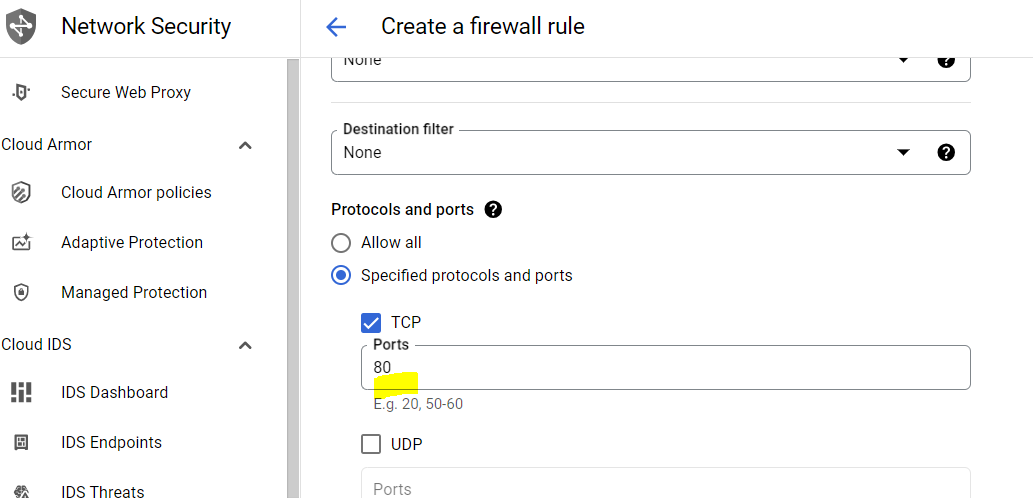 Network Security
Create a firewall rule
None
Secure Web Proxy
Cloud Armor
Destination filter
None
Cloud Armor policies
Protocols and ports
Adaptive Protection
Allow all
Specified protocols and ports
Managed Protection
TCP
Cloud IDS
Ports
80
IDS Dashboard
E.g. 20, 50-60
IDS Endpoints
UDP
Ports
IDS Threats